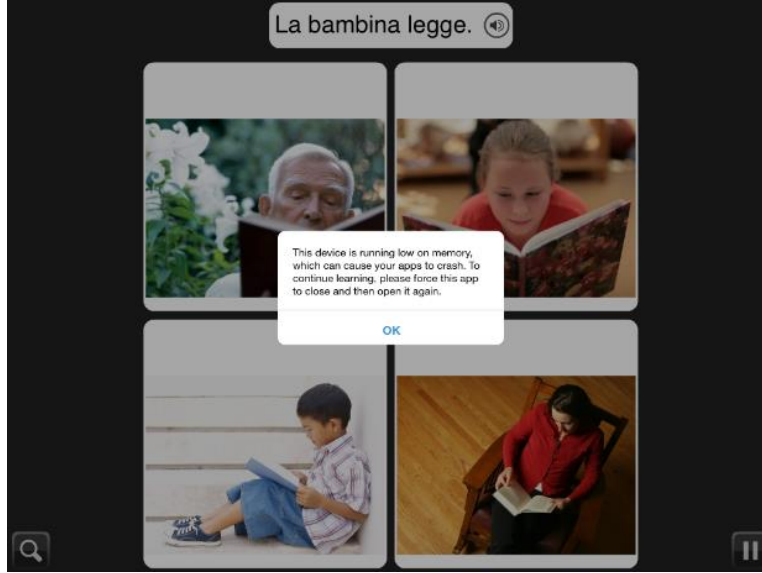 La bambina legge.
This device is running low on memory,
which can cause your apps to crash. To
continue learning, please force this app
to close and then open it again.
OK